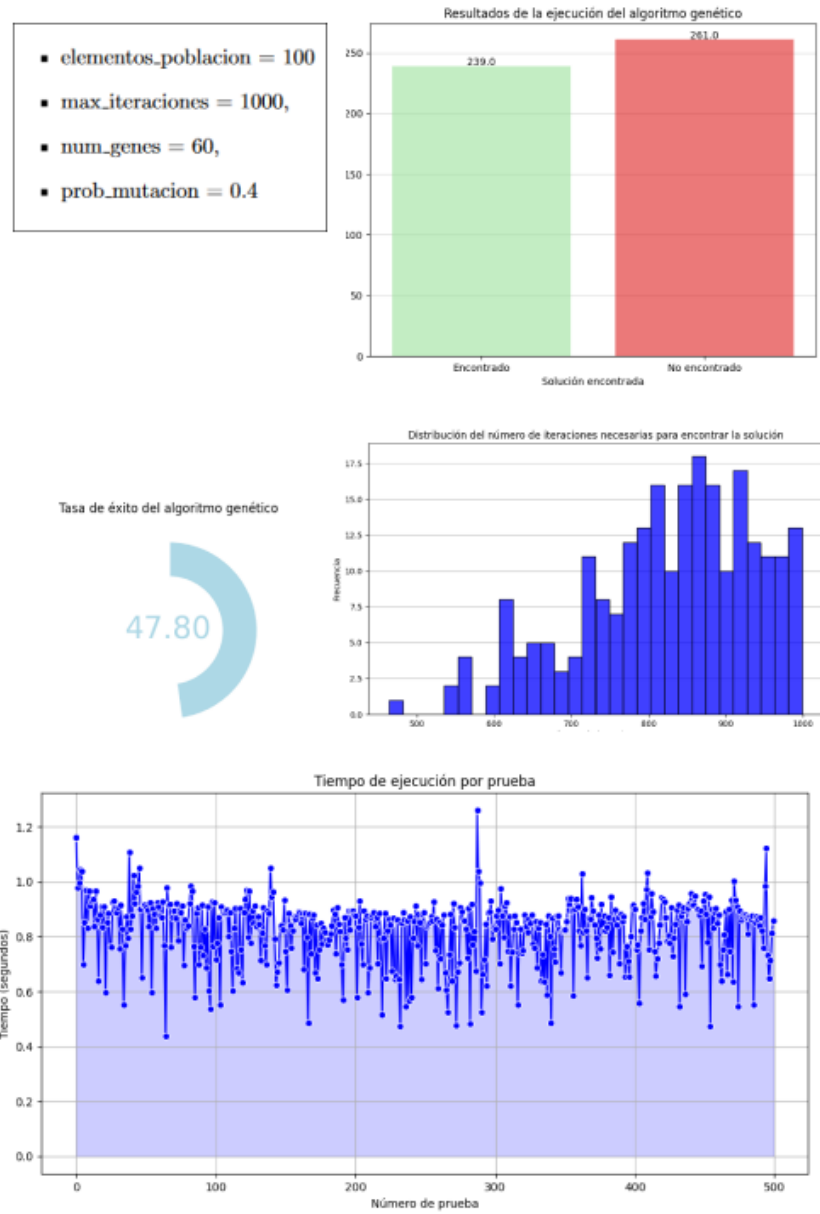 ▪ elementos_poblacion = 100
▪ max_iteraciones = 1000,
▪ num_genes = 60,
▪ prob_mutacion = 0.4
Resultados de la ejecución del algoritmo genético
250
200
150
100
50
0
239.0
261.0
Encontrado
No encontrado
Solución encontrada
Tasa de éxito del algoritmo genético
47.80
Distribución del número de iteraciones necesarias para encontrar la solución
Frecuencia
17.5
15.0
12.5
10.0
7.5
5.0
2.5
0.0
500
600
700
800
900
1000
Tiempo de ejecución por prueba
Tiempo (segundos)
1.2
1.0
0.8
0.6
0.4
0.2
0.0
0
100
200
300
400
500
Número de prueba